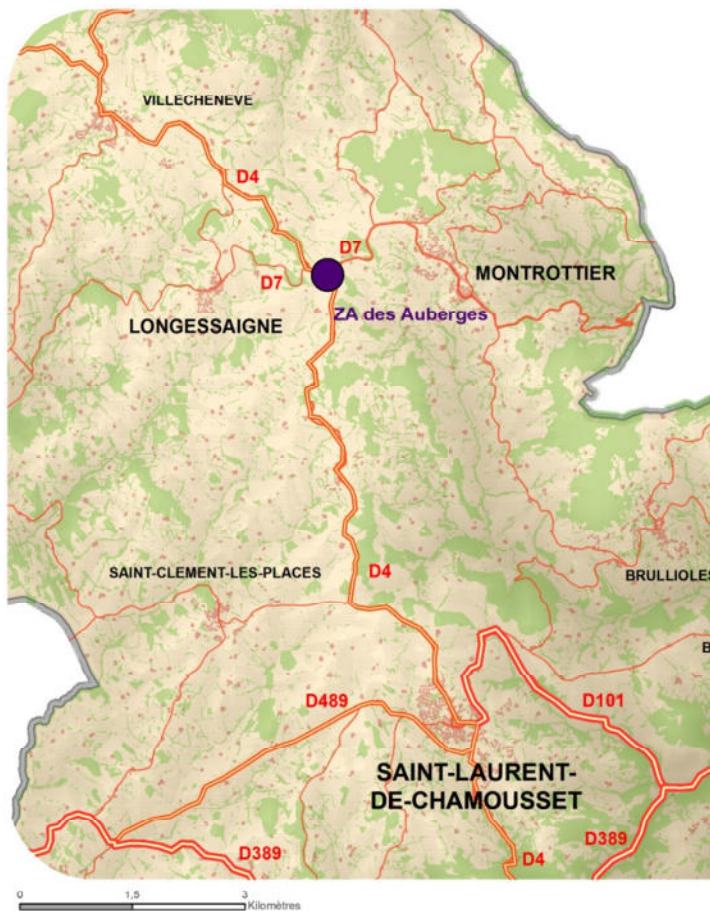 VILLECHENEVE
D4
D7
MONTROTTIER
D7
ZA des Auberges
LONGESSAIGNE
SAINT-CLEMENT-LES-PLACES
D4
BRULLIOLES
B
D489
D101
SAINT-LAURENT-
DE-CHAMOUSSET
D389
D389
D4
0 1,5 3
Kilomètres